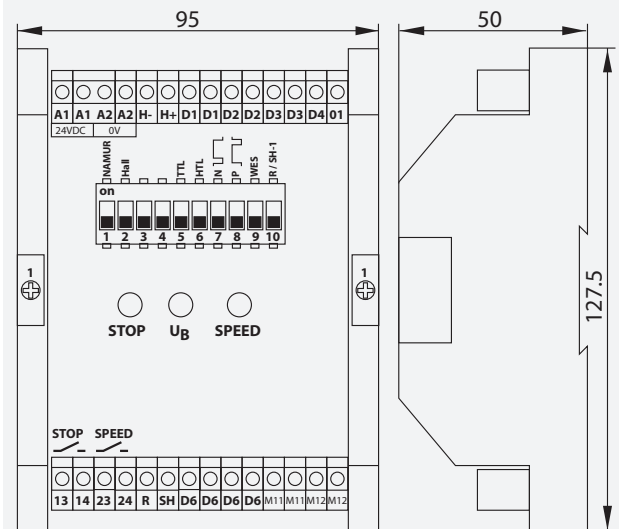 95
50
A1 A1 A2 A2 H- H+ D1 D1 D2 D2 D3 D3 D4 01
24VDC 0V
NAMUR Hall TTL HTL N P WES R / SH-1
on
1 2 3 4 5 6 7 8 9 10
1
1
127.5
STOP UB SPEED
STOP SPEED
13 14 23 24 R SH D6 D6 D6 D6 M11 M11 M12 M12